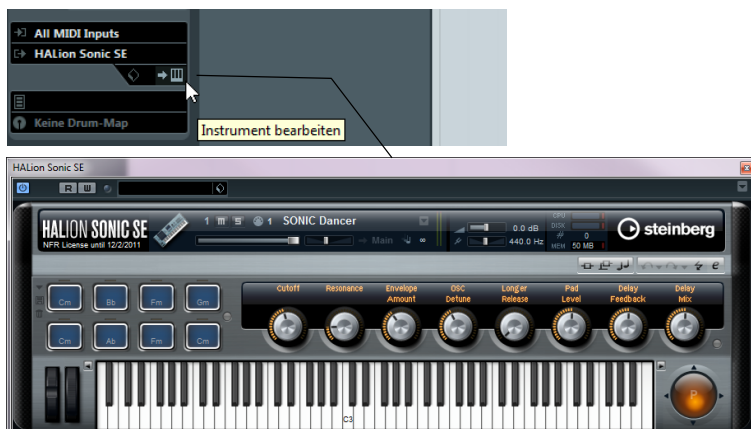 All MIDI Inputs
HALion Sonic SE
Keine Drum-Map
Instrument bearbeiten
HALion Sonic SE
R W
HALION SONIC SE
NFR License until 12/2/2011
1 m s 1 SONIC Dancer
Main ∞
0.0 dB
440.0 Hz
CPU
DISK
# 0
MEM 50 MB
steinberg
e
Cm Bb Fm Gm
Cm Ab Fm Cm
Cutoff Resonance Envelope Amount OSC Detune Longer Release Pad Level Delay Feedback Delay Mix
C3
P